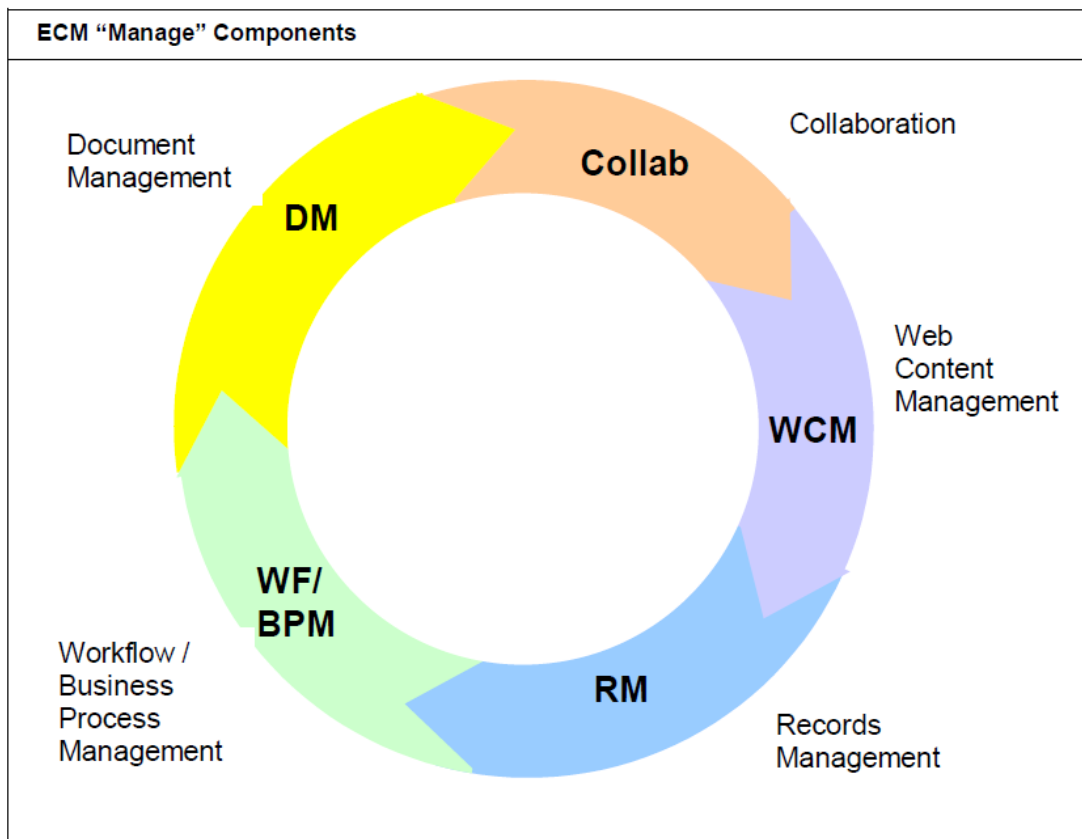 ECM “Manage” Components
Document
Management
DM
Collab
Collaboration
Web
Content
Management
WCM
WF/
BPM
Workflow /
Business
Process
Management
RM
Records
Management